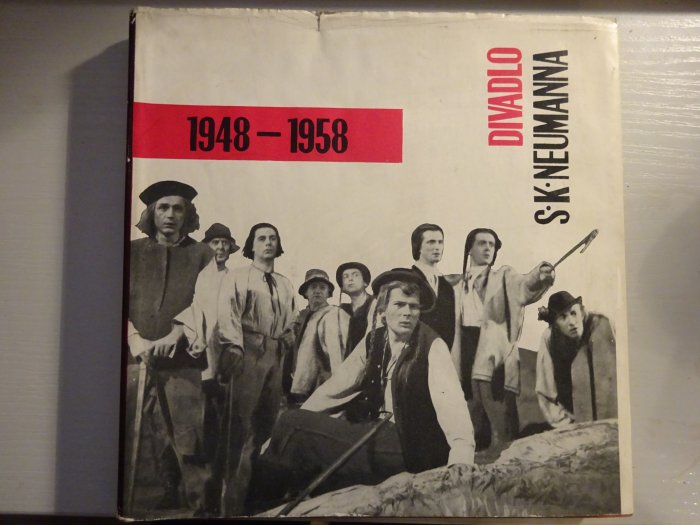 1948 – 1958
DIVADLO
S·K·NEUMANNA